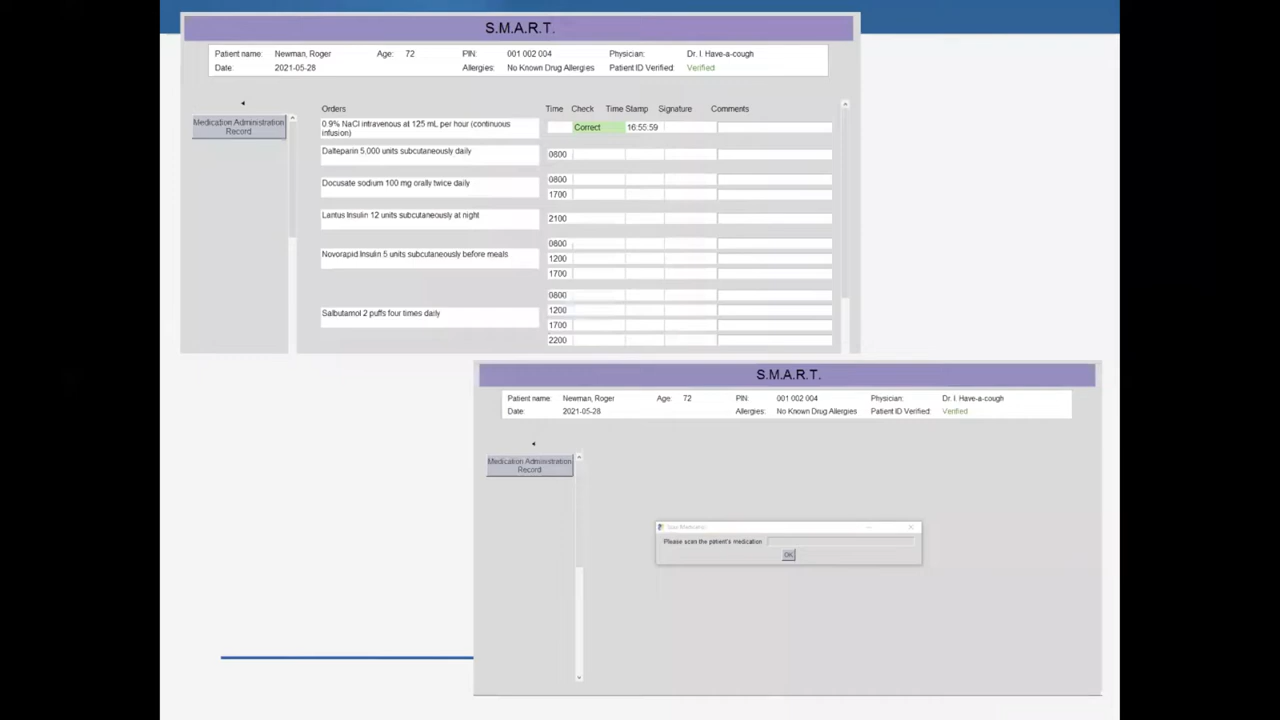 S.M.A.R.T.
Patient name: Newman, Roger Age: 72 PIN: 001 002 004 Physician: Dr. I. Have-a-cough
Date: 2021-05-28 Allergies: No Known Drug Allergies Patient ID Verified: Verified
Orders Time Check Time Stamp Signature Comments
Medication Administration
Record
0.9% NaCl intravenous at 125 mL per hour (continuous
infusion)
Correct 16:55:59
Dalteparin 5,000 units subcutaneously daily
0800
Docusate sodium 100 mg orally twice daily
0800
1700
Lantus Insulin 12 units subcutaneously at night
2100
Novorapid Insulin 5 units subcutaneously before meals
0800
1200
1700
Salbutamol 2 puffs four times daily
0800
1200
1700
2200
S.M.A.R.T.
Patient name: Newman, Roger Age: 72 PIN: 001 002 004 Physician: Dr. I. Have-a-cough
Date: 2021-05-28 Allergies: No Known Drug Allergies Patient ID Verified: Verified
Medication Administration
Record
Scan Medication
Please scan the patient's medication
OK